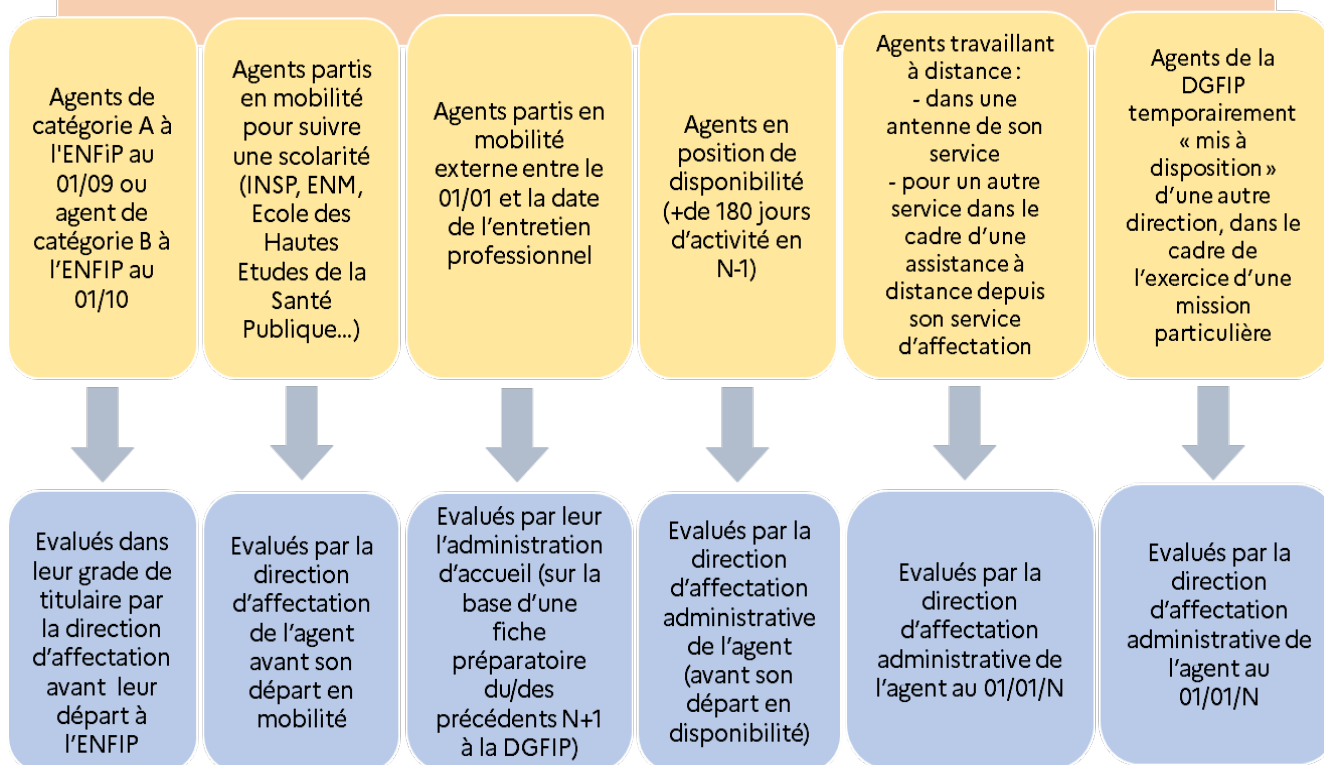 Agents de
catégorie A à
l'ENFiP au
01/09 ou
agent de
catégorie B à
l'ENFIP au
01/10
Agents partis
en mobilité
pour suivre
une scolarité
(INSP, ENM,
Ecole des
Hautes
Etudes de la
Santé
Publique...)
Agents partis en
mobilité
externe entre le
01/01 et la date
de l'entretien
professionnel
Agents en
position de
disponibilité
(+de 180 jours
d'activité en
N-1)
Agents travaillant
à distance :
- dans une
antenne de son
service
- pour un autre
service dans le
cadre d'une
assistance à
distance depuis
son service
d'affectation
Agents de la
DGFIP
temporairement
« mis à
disposition »
d'une autre
direction, dans le
cadre de
l'exercice d'une
mission
particulière
Evalués dans
leur grade de
titulaire par
la direction
d'affectation
avant leur
départ à
l'ENFIP
Evalués par la
direction
d'affectation
de l'agent
avant son
départ en
mobilité
Evalués par leur
l'administration
d'accueil (sur la
base d'une
fiche
préparatoire
du/des
précédents N+1
à la DGFIP)
Evalués par la
direction
d'affectation
administrative
de l'agent
(avant son
départ en
disponibilité)
Evalués par la
direction
d'affectation
administrative de
l'agent au 01/01/N
Evalués par la
direction
d'affectation
administrative de
l'agent au
01/01/N